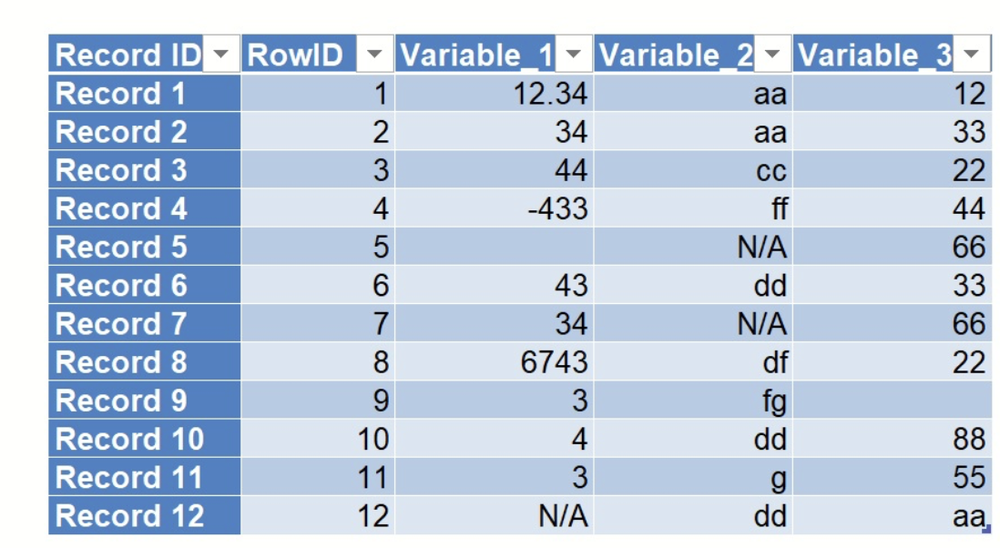 Record ID RowID Variable_1 Variable_2 Variable_3
Record 1 1 12.34 aa 12
Record 2 2 34 aa 33
Record 3 3 44 cc 22
Record 4 4 -433 ff 44
Record 5 5 N/A 66
Record 6 6 43 dd 33
Record 7 7 34 N/A 66
Record 8 8 6743 df 22
Record 9 9 3 fg
Record 10 10 4 dd 88
Record 11 11 3 g 55
Record 12 12 N/A dd aa